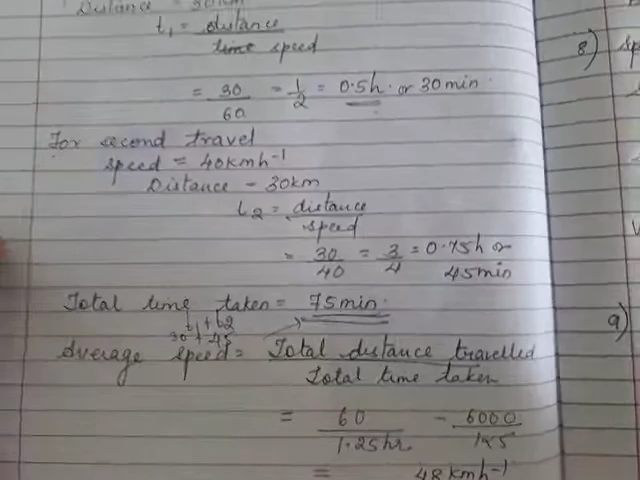 Distance = 30km
t₁ = distance
time speed
= 30 = 1 = 0.5h. or 30min.
60 2
8)
For second travel
speed = 40kmh⁻¹
Distance - 30km
t₂ = distance
speed
= 30 = 3 = 0.75h or
40 4 45min
Total time taken = 75min.
t₁ + t2
30 + 45
9)
Average speed = Total distance travelled
Total time taken
= 60 - 6000
1.25hr 125
= 48kmh⁻¹